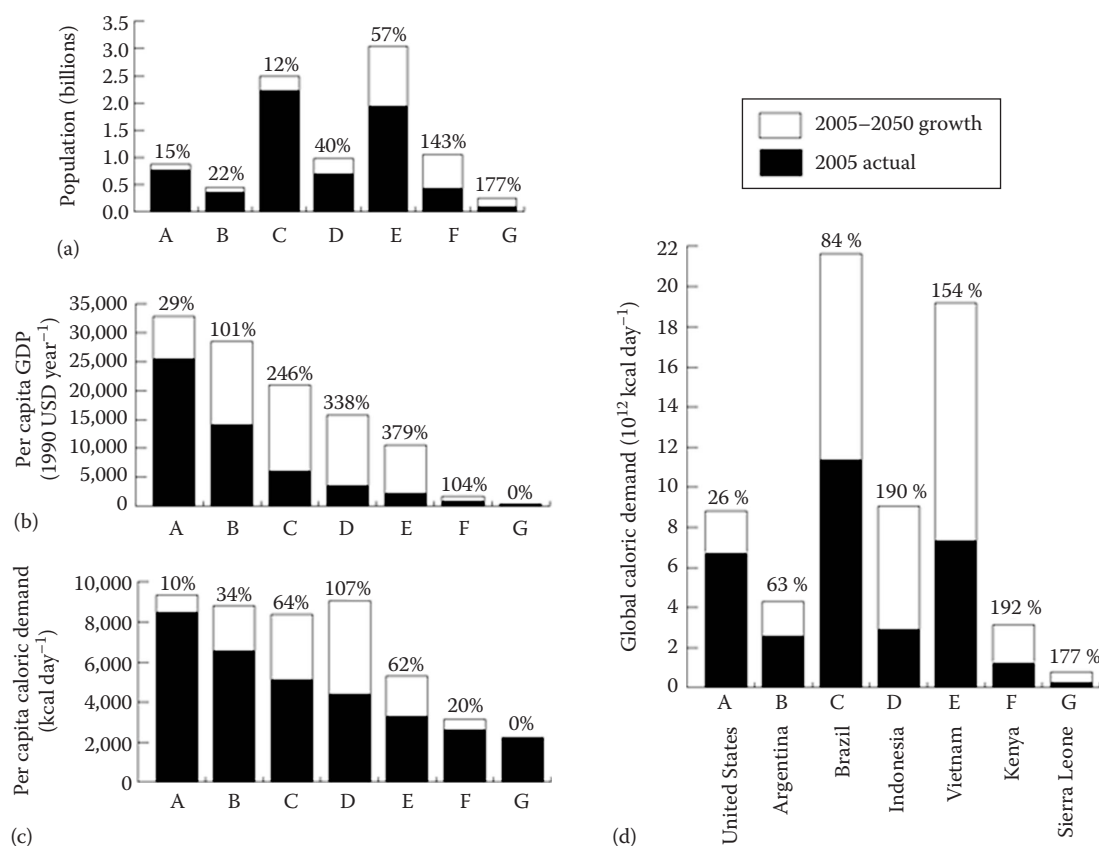 (a)
Population (billions)
3.5
3.0
2.5
2.0
1.5
1.0
0.5
0.0
15%
22%
12%
40%
57%
143%
177%
A B C D E F G
(b)
Per capita GDP
(1990 USD year⁻¹)
35,000
30,000
25,000
20,000
15,000
10,000
5,000
0
29%
101%
246%
338%
379%
104%
0%
A B C D E F G
(c)
Per capita caloric demand
(kcal day⁻¹)
10,000
8,000
6,000
4,000
2,000
0
10%
34%
64%
107%
62%
20%
0%
A B C D E F G
2005–2050 growth
2005 actual
(d)
Global caloric demand (10¹² kcal day⁻¹)
22
22
18
16
14
12
10
8
6
4
2
0
26 %
63 %
84 %
190 %
154 %
192 %
177 %
A B C D E F G
United States
Argentina
Brazil
Indonesia
Vietnam
Kenya
Sierra Leone